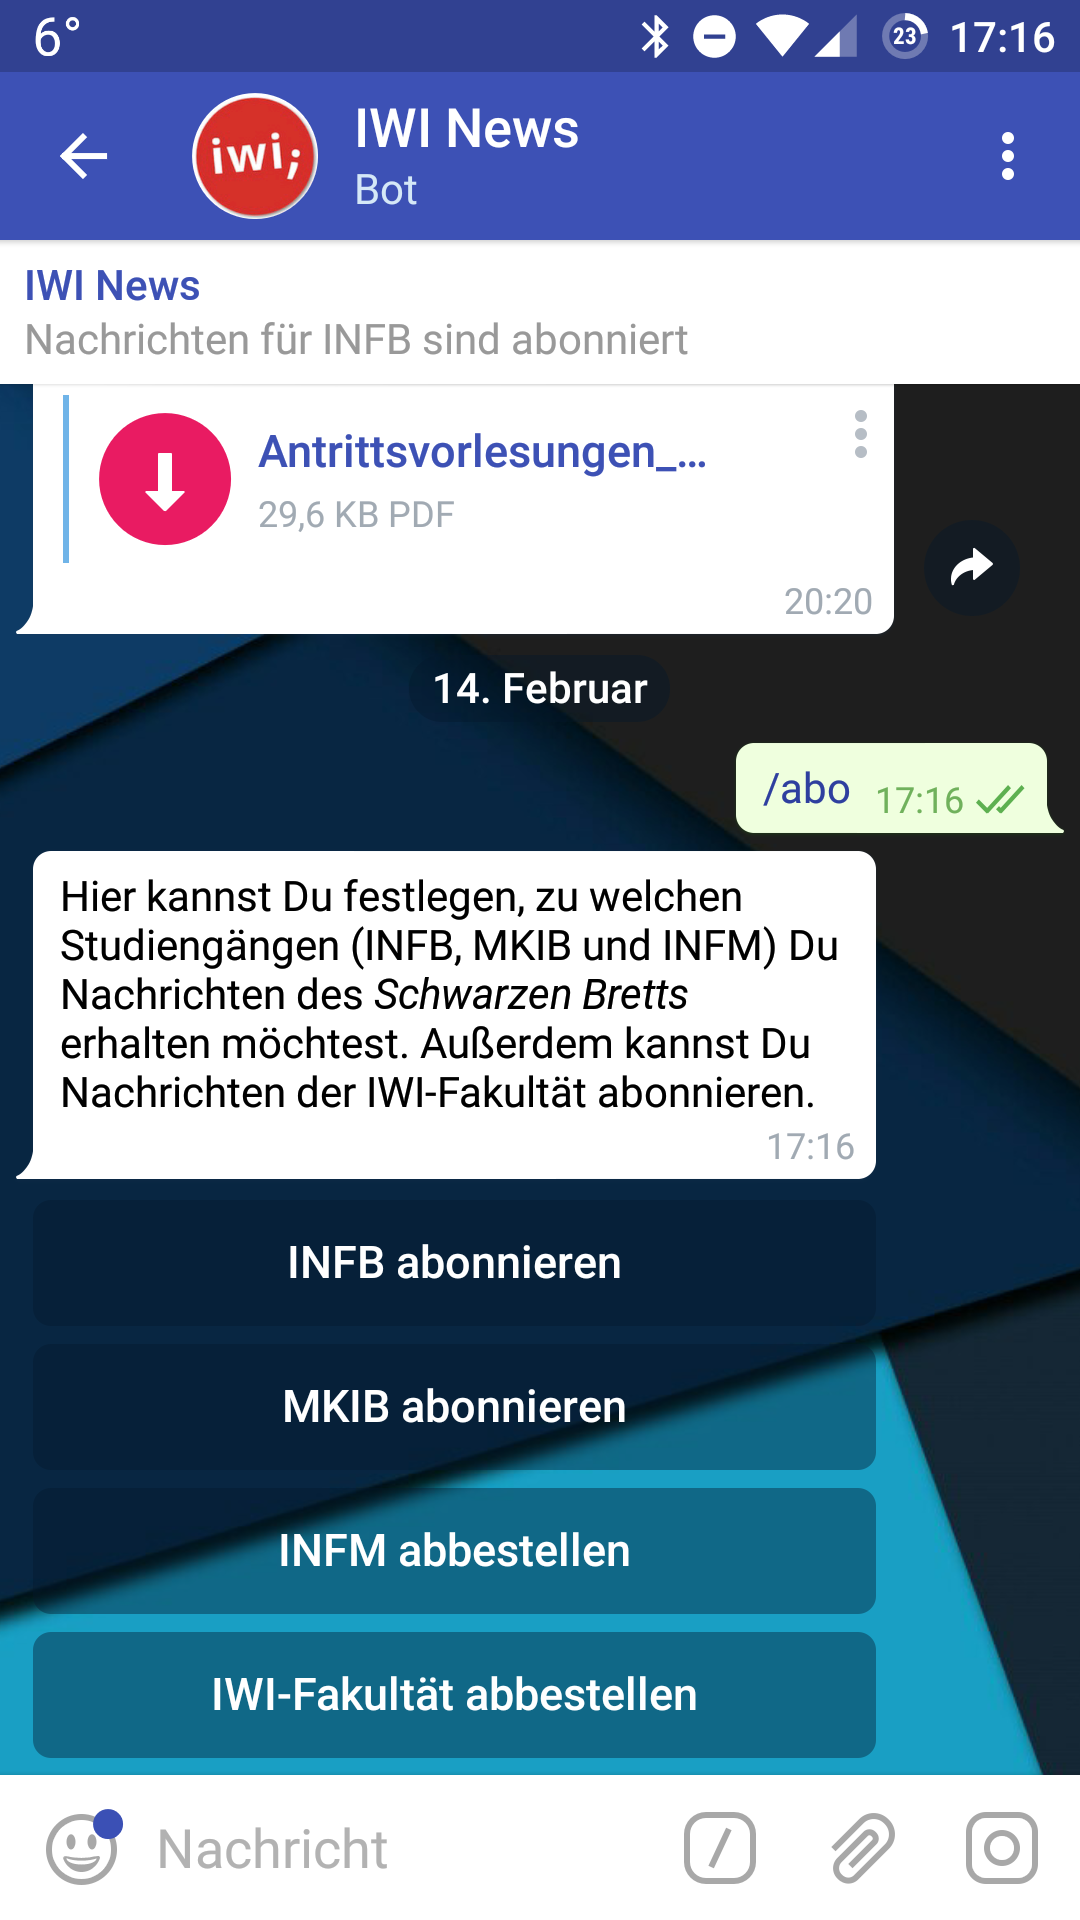 6°
23
17:16
iwi;
IWI News
Bot
IWI News
Nachrichten für INFB sind abonniert
Antrittsvorlesungen_...
29,6 KB PDF
20:20
14. Februar
/abo 17:16
Hier kannst Du festlegen, zu welchen
Studiengängen (INFB, MKIB und INFM) Du
Nachrichten des Schwarzen Bretts
erhalten möchtest. Außerdem kannst Du
Nachrichten der IWI-Fakultät abonnieren.
17:16
INFB abonnieren
MKIB abonnieren
INFM abbestellen
IWI-Fakultät abbestellen
Nachricht